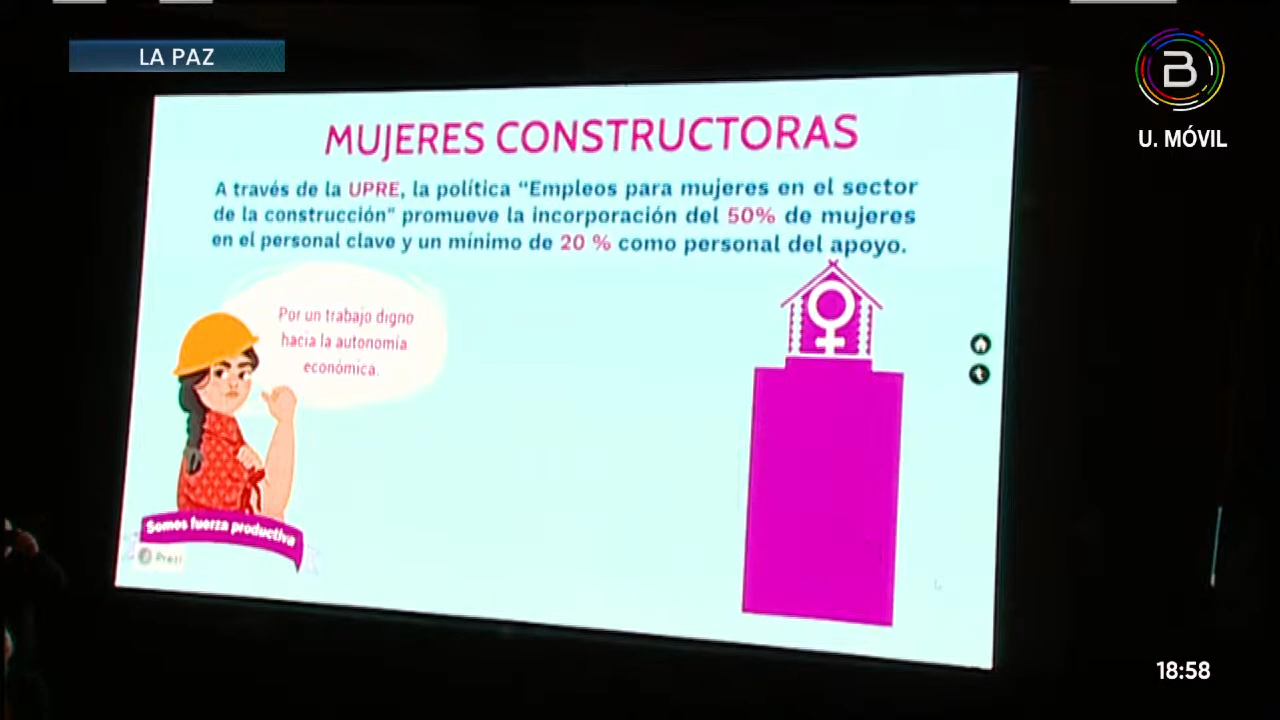 LA PAZ
B
U. MÓVIL
MUJERES CONSTRUCTORAS
A través de la UPRE, la política “Empleos para mujeres en el sector
de la construcción” promueve la incorporación del 50% de mujeres
en el personal clave y un mínimo de 20 % como personal del apoyo.
Por un trabajo digno
hacia la autonomía
económica.
Somos fuerza productiva
Prezi
18:58